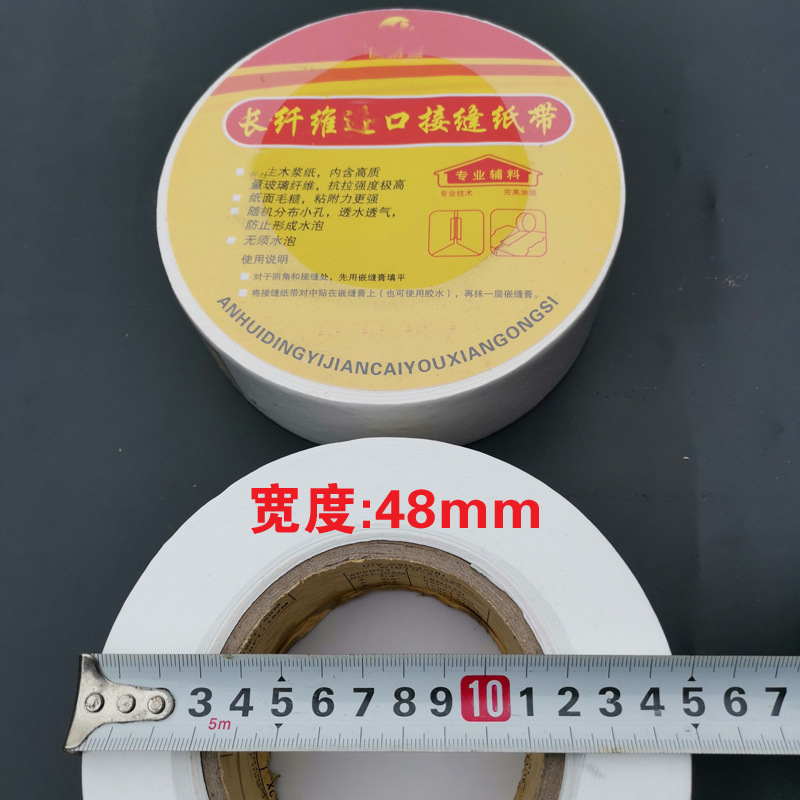 长纤维进口接缝纸带
主木浆纸，内含高质
量玻璃纤维，抗拉强度极高
纸面毛糙，粘附力更强
随机分布小孔，透水透气，
防止形成水泡
无须水泡
专业辅料
专业技术 完美涂装
使用说明
对于阴角和接缝处，先用嵌缝膏填平
将接缝纸带对中贴在嵌缝膏上（也可使用胶水），再抹一层嵌缝膏。
ANHUIDINGYIJIANCAIYOUXIANGONGSI
宽度:48mm
3 4 5 6 7 8 9 10 1 2 3 4 5 6 7
5m